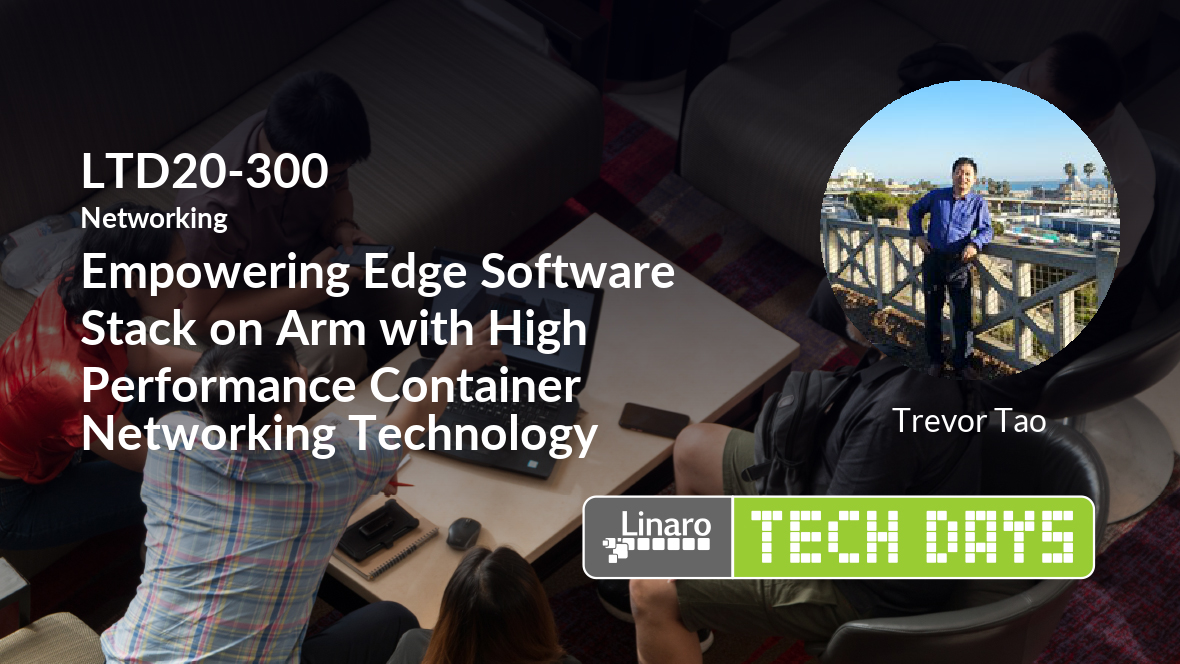 LTD20-300
Networking
Empowering Edge Software
Stack on Arm with High
Performance Container
Networking Technology
Trevor Tao
Linaro
TECH DAYS